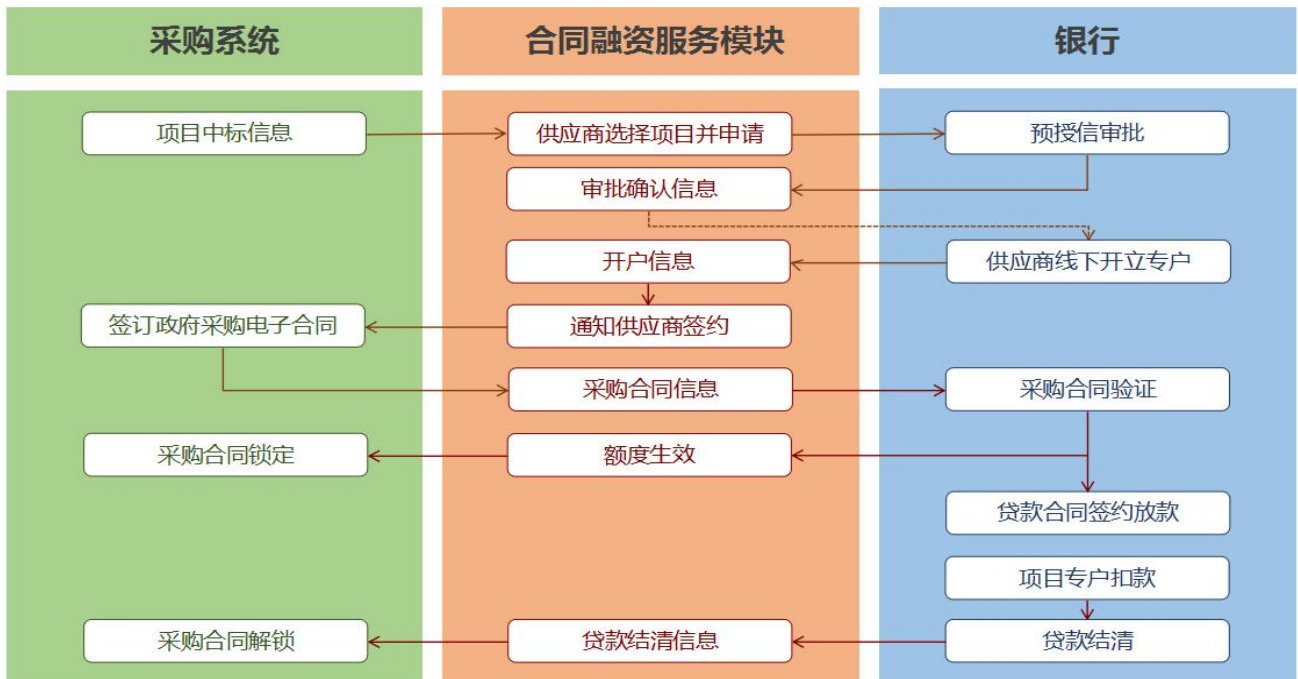 采购系统
合同融资服务模块
银行
项目中标信息
供应商选择项目并申请
预授信审批
审批确认信息
开户信息
供应商线下开立专户
签订政府采购电子合同
通知供应商签约
采购合同信息
采购合同验证
采购合同锁定
额度生效
贷款合同签约放款
项目专户扣款
采购合同解锁
贷款结清信息
贷款结清